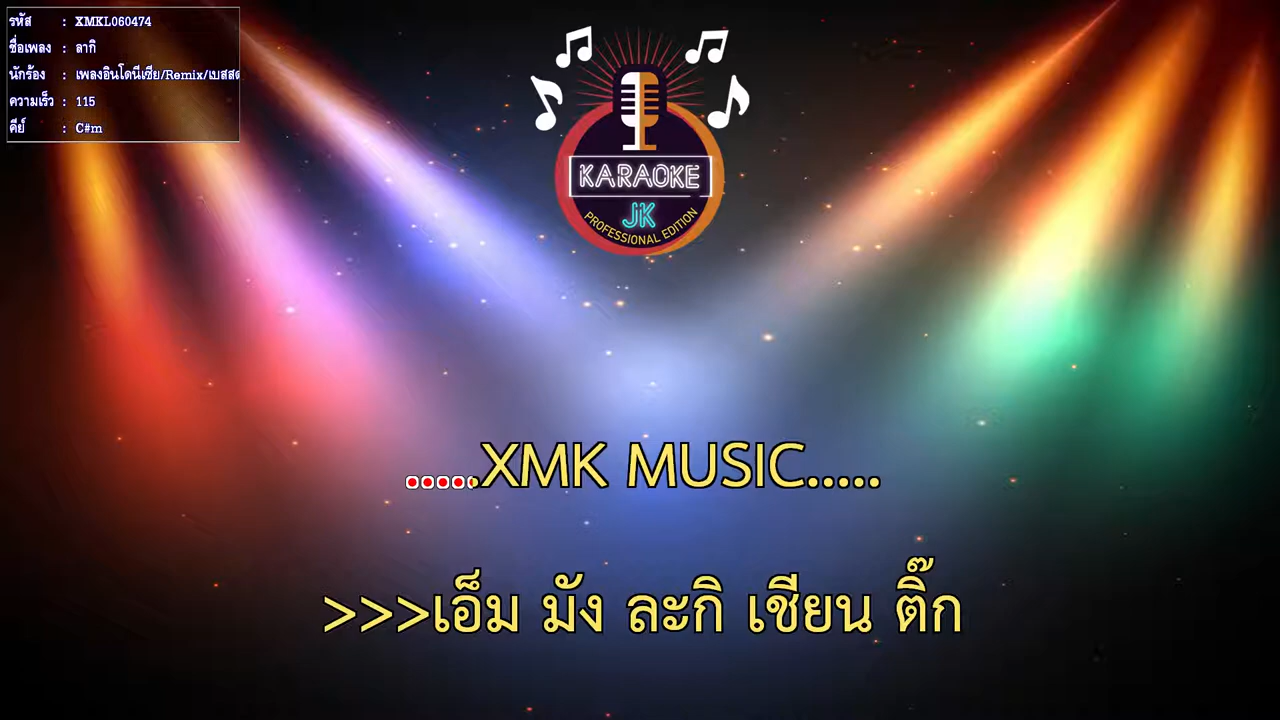 รหัส : XMKL060474
ชื่อเพลง : ลากิ
นักร้อง : เพลงอินโดนีเซีย/Remix/เบสสด
ความเร็ว : 115
คีย์ : C#m
KARAOKE
JK
PROFESSIONAL EDITION
.....XMK MUSIC.....
>>>เอ็ม มัง ละกิ เซียน ติ๊ก